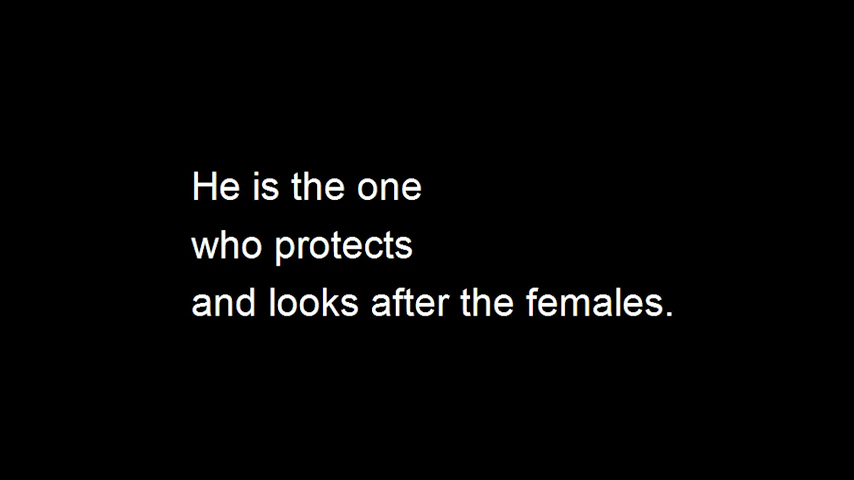 He is the one
who protects
and looks after the females.